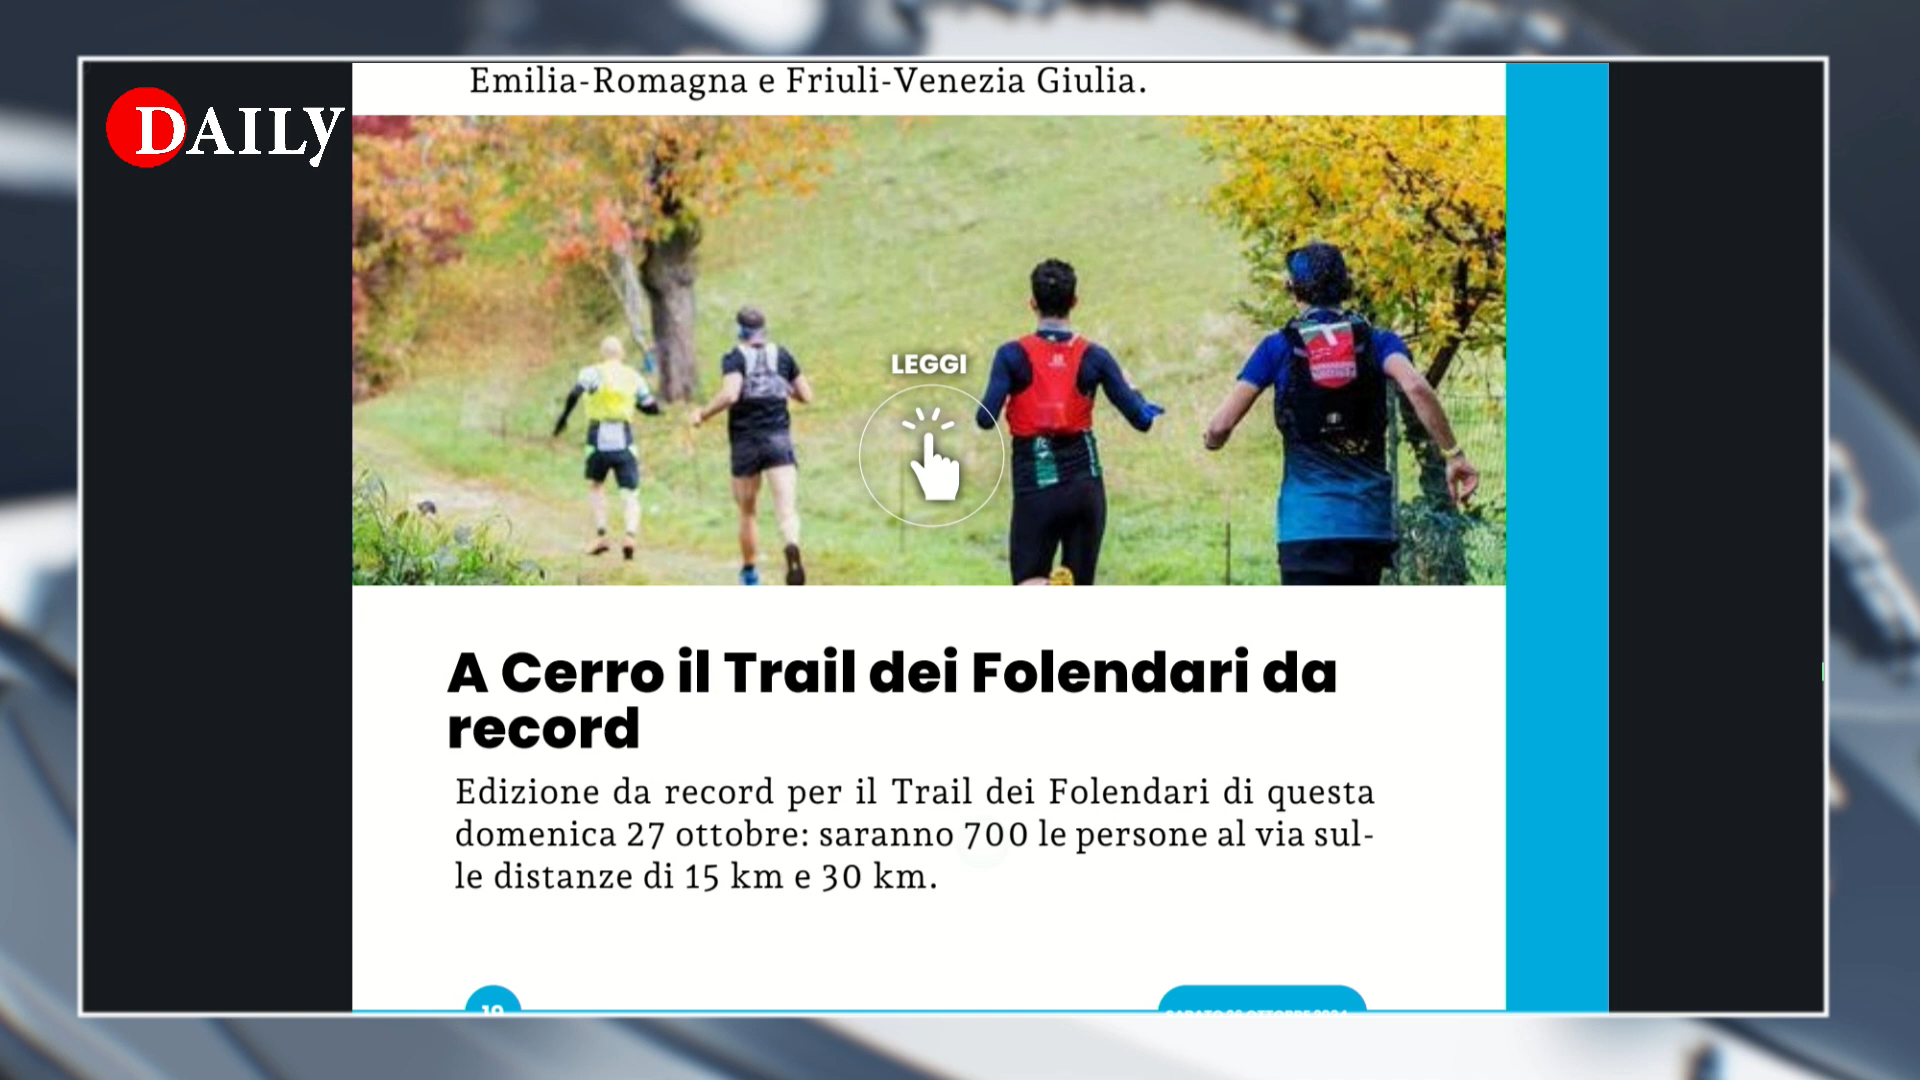 Emilia-Romagna e Friuli-Venezia Giulia.
DAILY
LEGGI
A Cerro il Trail dei Folendari da
record
Edizione da record per il Trail dei Folendari di questa
domenica 27 ottobre: saranno 700 le persone al via sul-
le distanze di 15 km e 30 km.